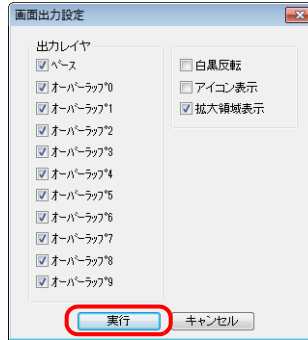 画面出力設定
出力レイヤ
ﾍﾞｰｽ
ｵｰﾊﾞｰﾗｯﾌﾟ0
ｵｰﾊﾞｰﾗｯﾌﾟ1
ｵｰﾊﾞｰﾗｯﾌﾟ2
ｵｰﾊﾞｰﾗｯﾌﾟ3
ｵｰﾊﾞｰﾗｯﾌﾟ4
ｵｰﾊﾞｰﾗｯﾌﾟ5
ｵｰﾊﾞｰﾗｯﾌﾟ6
ｵｰﾊﾞｰﾗｯﾌﾟ7
ｵｰﾊﾞｰﾗｯﾌﾟ8
ｵｰﾊﾞｰﾗｯﾌﾟ9
白黒反転
アイコン表示
拡大領域表示
実行
キャンセル